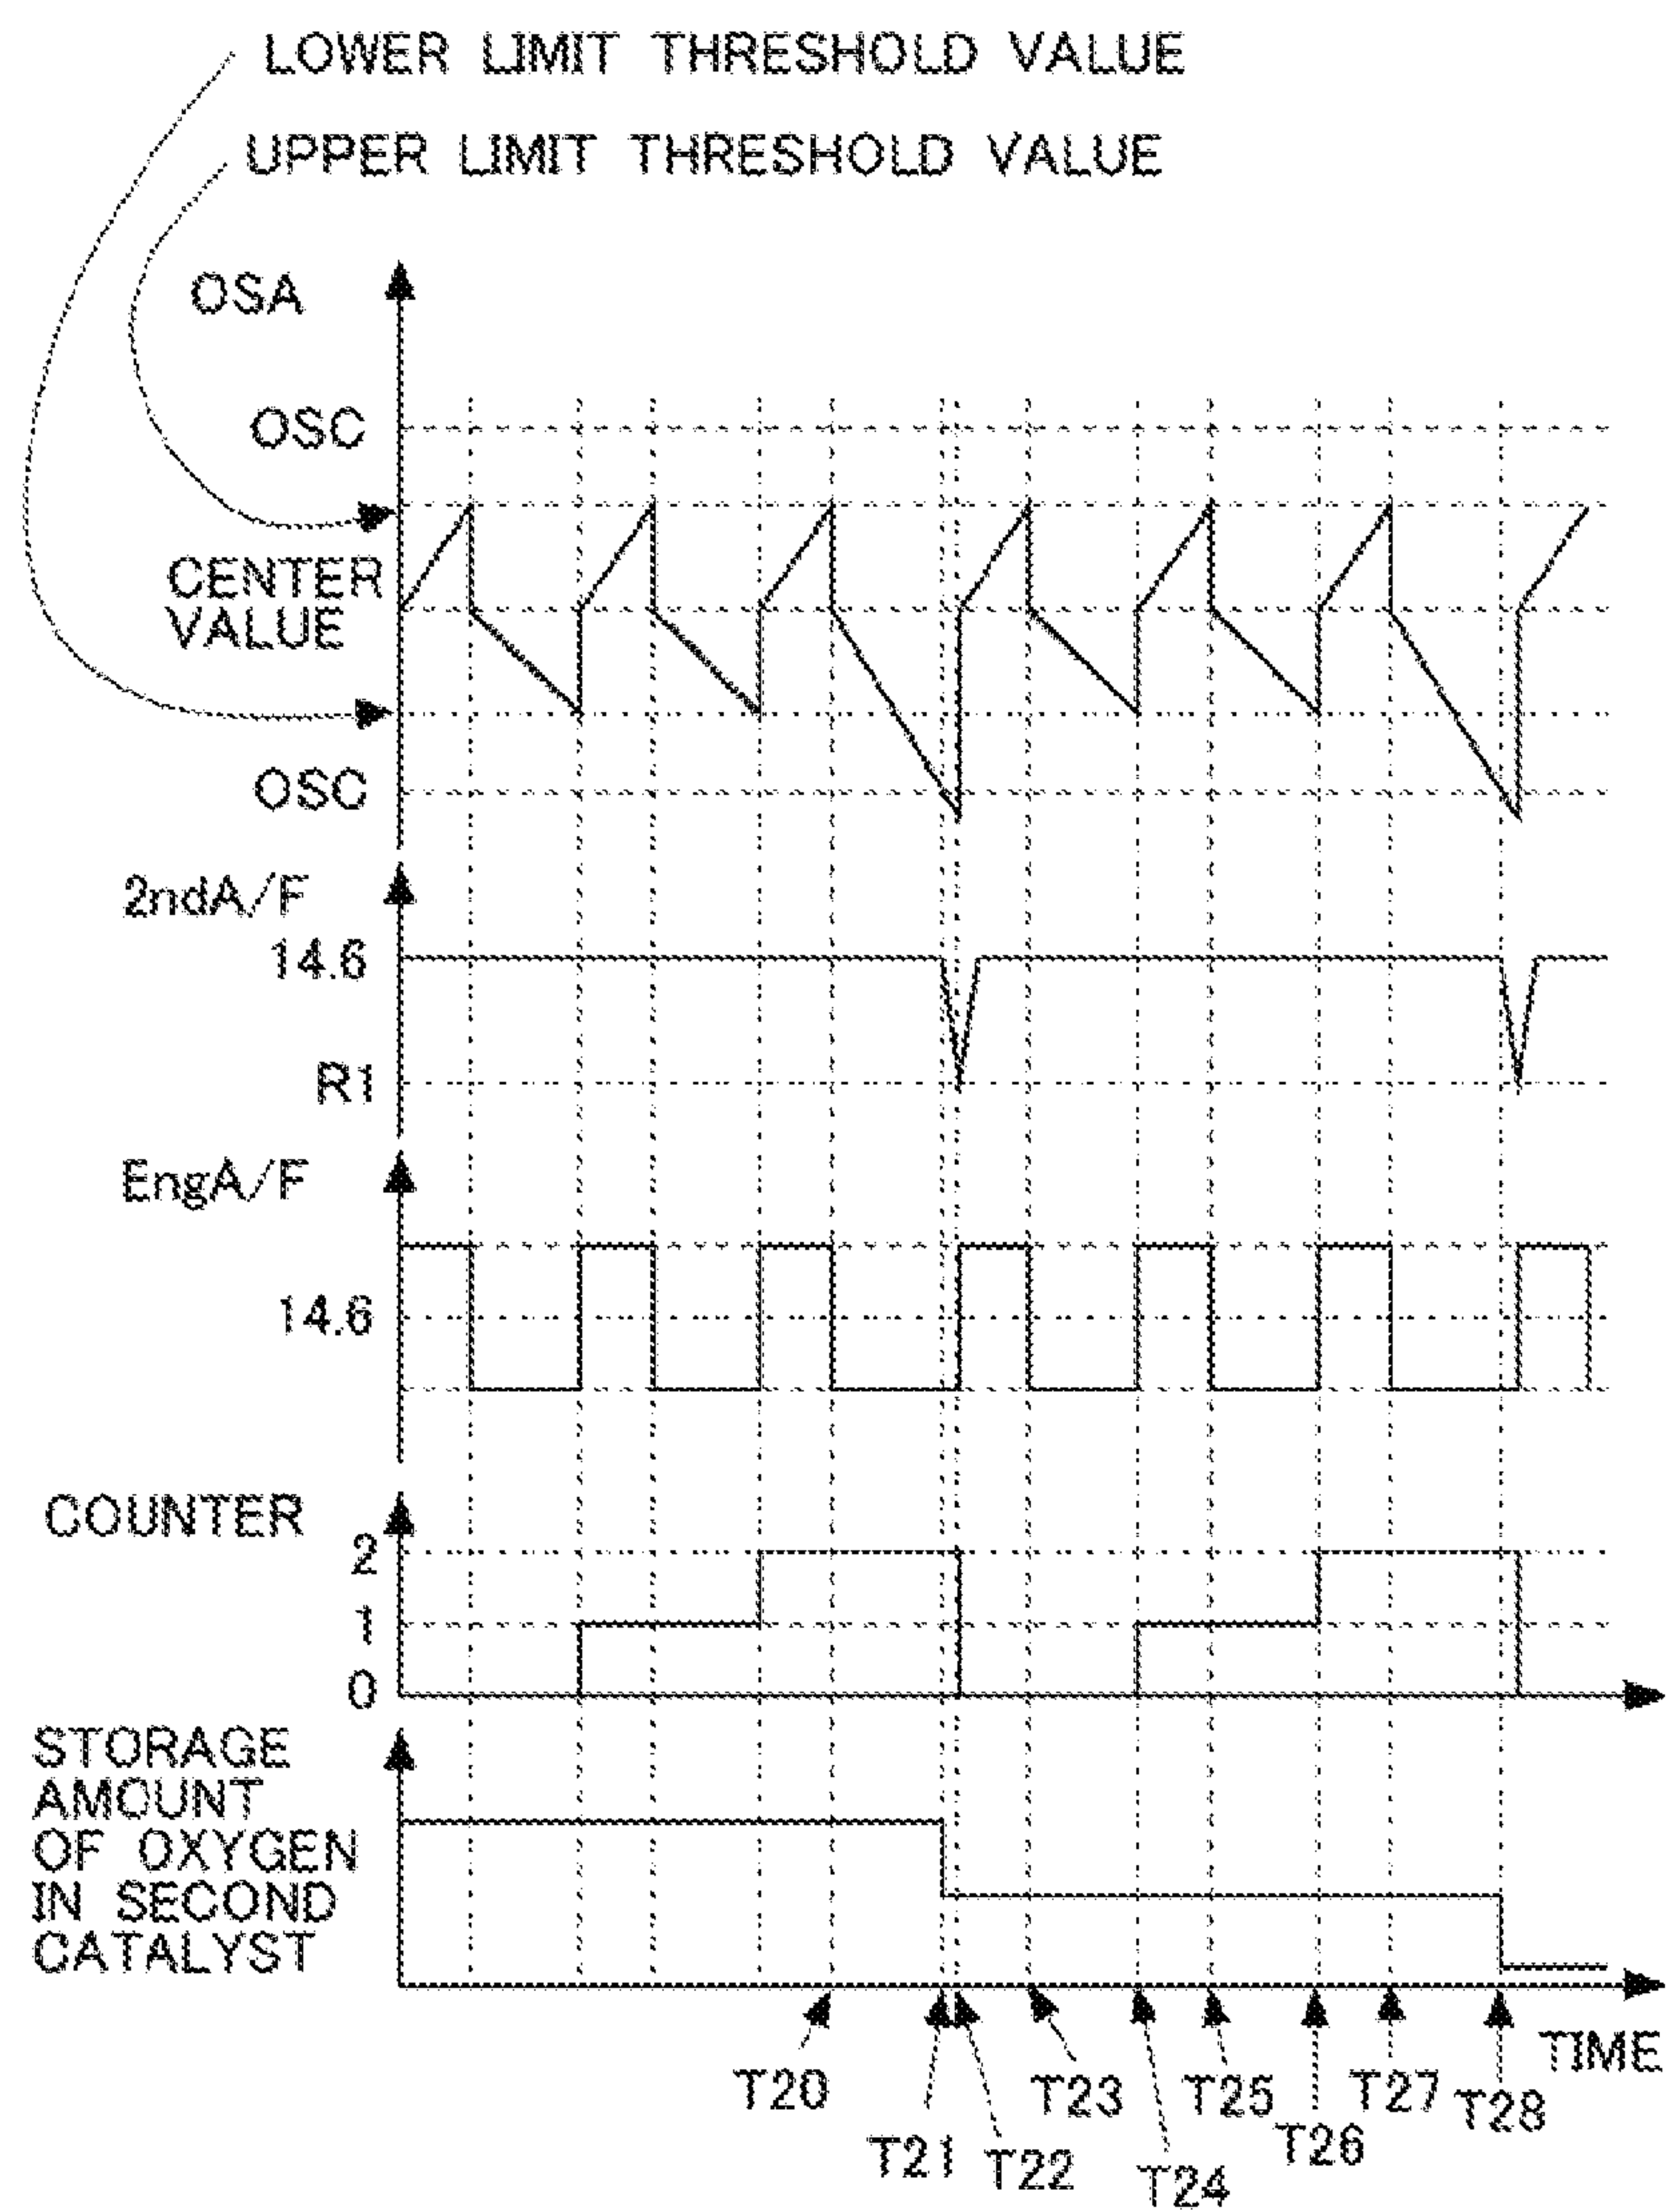 LOWER LIMIT THRESHOLD VALUE
UPPER LIMIT THRESHOLD VALUE
OSA
OSC
CENTER
VALUE
OSC
2ndA/F
14.6
R1
EngA/F
14.6
COUNTER
2
1
0
STORAGE
AMOUNT
OF OXYGEN
IN SECOND
CATALYST
TIME
T20
T21
T22
T23
T24
T25
T26
T27
T28